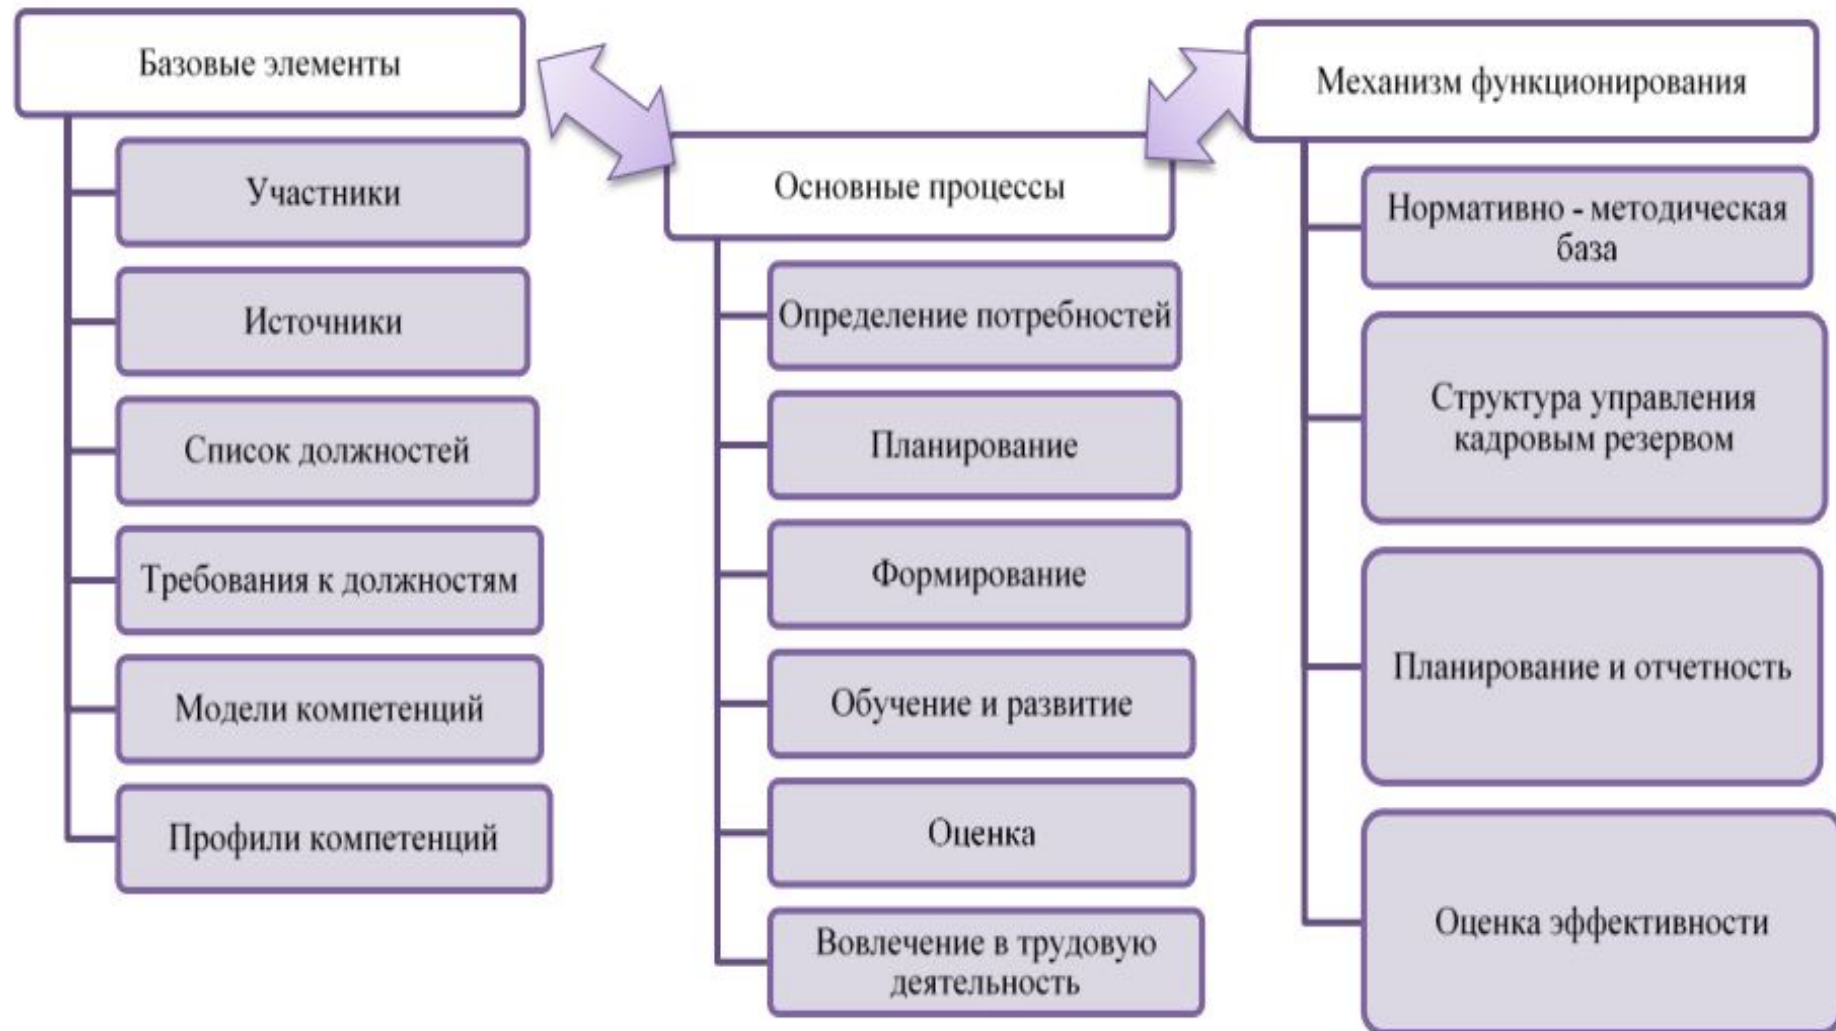 Базовые элементы
Участники
Источники
Список должностей
Требования к должностям
Модели компетенций
Профили компетенций
Основные процессы
Определение потребностей
Планирование
Формирование
Обучение и развитие
Оценка
Вовлечение в трудовую
деятельность
Механизм функционирования
Нормативно - методическая
база
Структура управления
кадровым резервом
Планирование и отчетность
Оценка эффективности